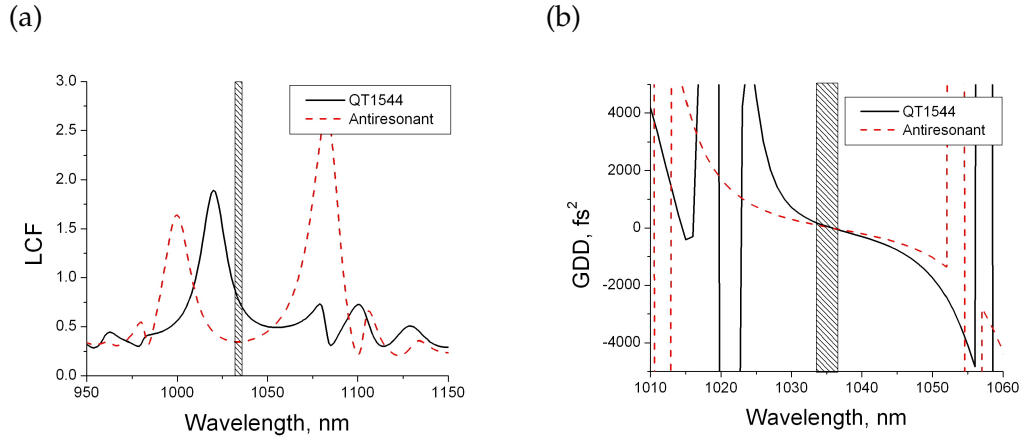 (a)
3.0
2.5
2.0
1.5
1.0
0.5
0.0
LCF
QT1544
Antiresonant
950 1000 1050 1100 1150
Wavelength, nm
(b)
4000
2000
0
-2000
-4000
GDD, fs²
QT1544
Antiresonant
1010 1020 1030 1040 1050 1060
Wavelength, nm